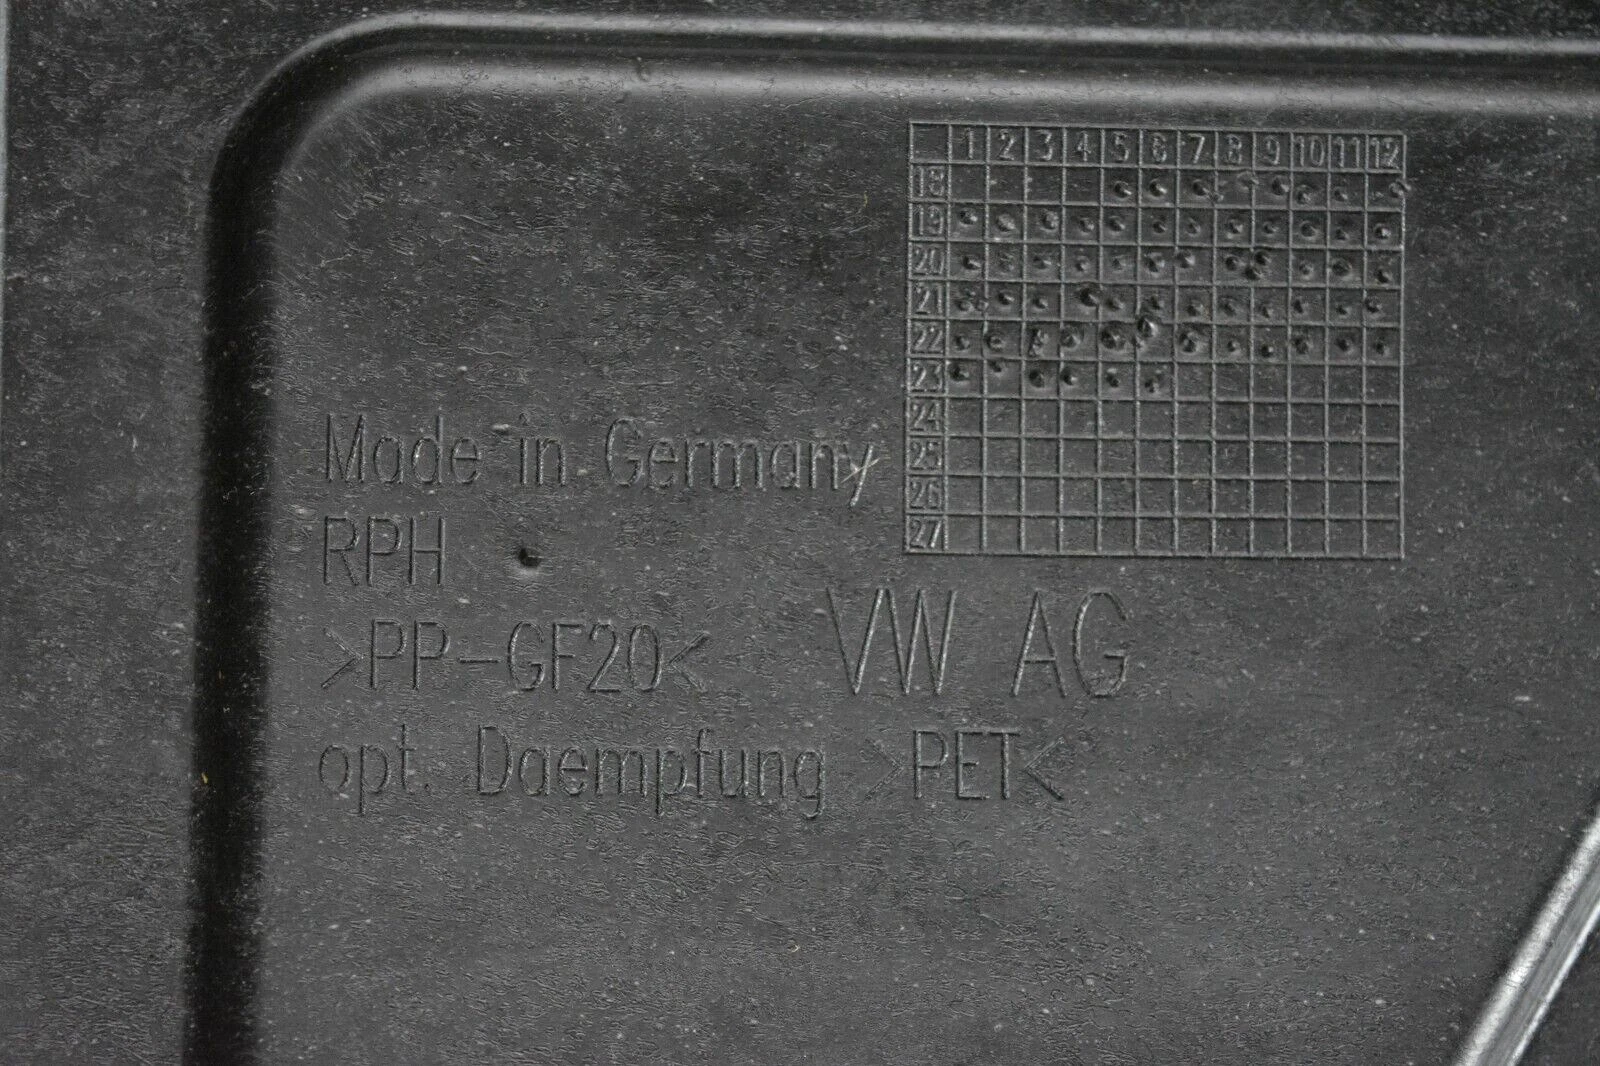 1 2 3 4 5 6 7 8 9 10 11 12
18
19
20
21
22
23
24
25
26
27
Made in Germany
RPH
>PP-GF20<
VW AG
opt. Daempfung >PET<